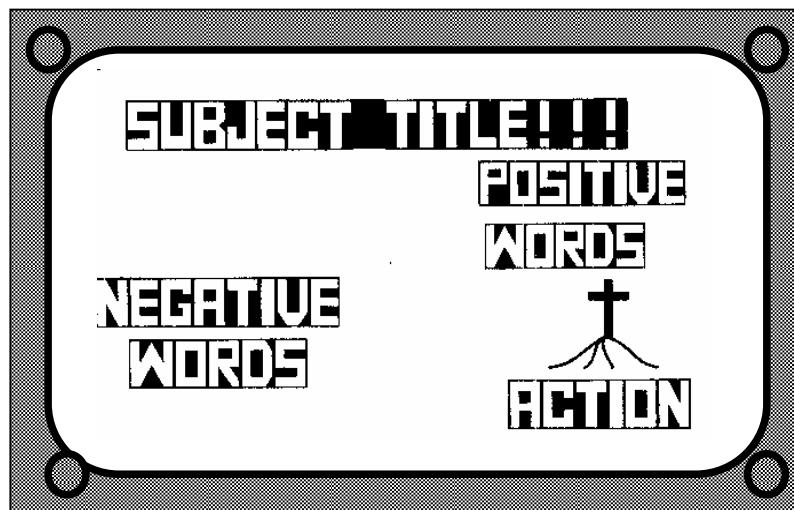 SUBJECT TITLE!!!
POSITIVE
WORDS
NEGATIVE
WORDS
ACTION